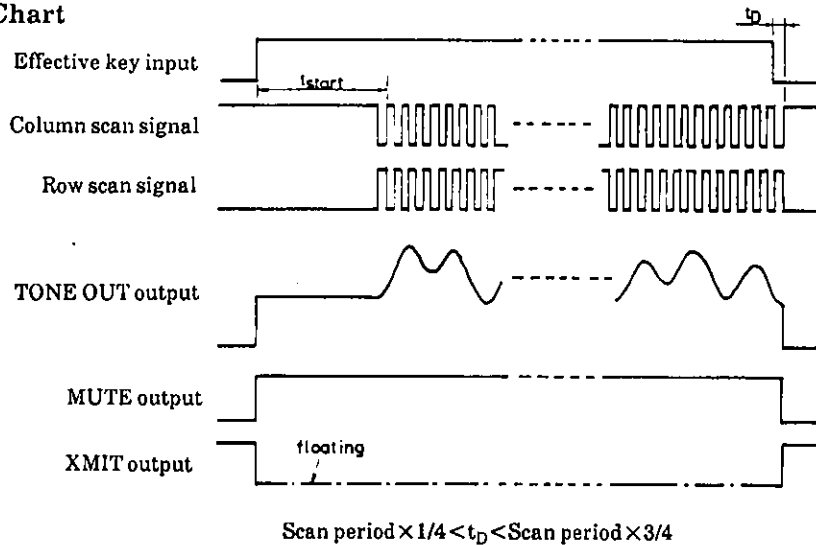 Chart
tD
Effective key input
tstart
Column scan signal
Row scan signal
TONE OUT output
MUTE output
XMIT output
floating
Scan period×1/4<tD<Scan period×3/4